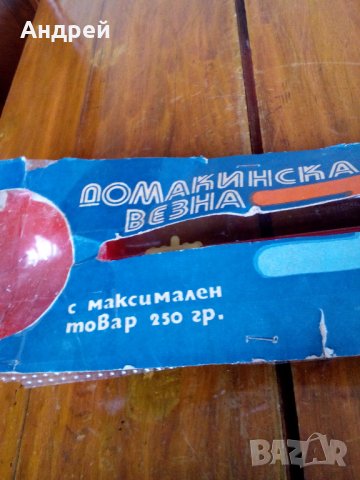 Андрей
ДОМАКИНСКА
ВЕЗНА
с максимален
товар 250 гр.
BAZAR